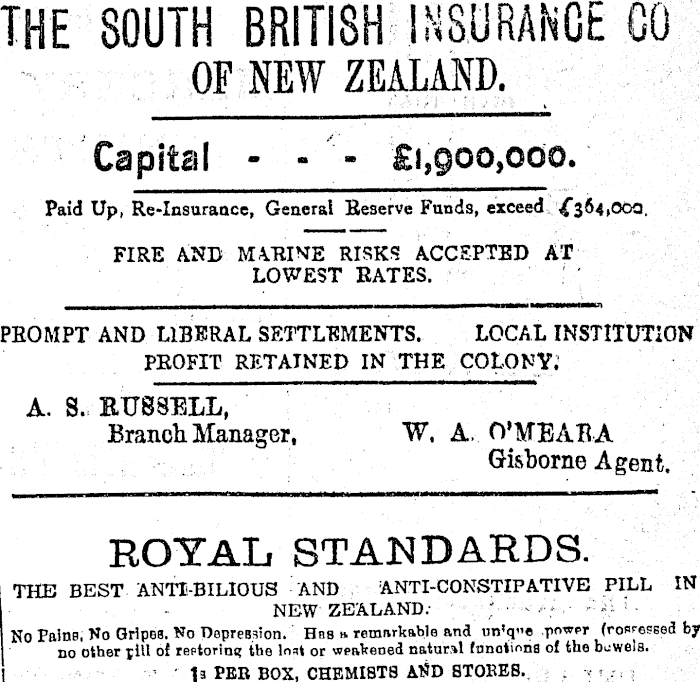 THE SOUTH BRITISH INSURANCE CO
OF NEW ZEALAND.
Capital - - - £1,900,000.
Paid Up, Re-Insurance, General Reserve Funds, exceed £364,000.
FIRE AND MARINE RISKS ACCEPTED AT
LOWEST RATES.
PROMPT AND LIBERAL SETTLEMENTS. LOCAL INSTITUTION
PROFIT RETAINED IN THE COLONY.
A. S. RUSSELL,
Branch Manager,
W. A. O'MEARA
Gisborne Agent.
ROYAL STANDARDS.
THE BEST ANTI-BILIOUS AND ANTI-CONSTIPATIVE PILL IN
NEW ZEALAND.
No Pains, No Gripes. No Depression. Has a remarkable and unique power (possessed by
no other pill of restoring the lost or weakened natural functions of the bowels.
1s PER BOX, CHEMISTS AND STORES.